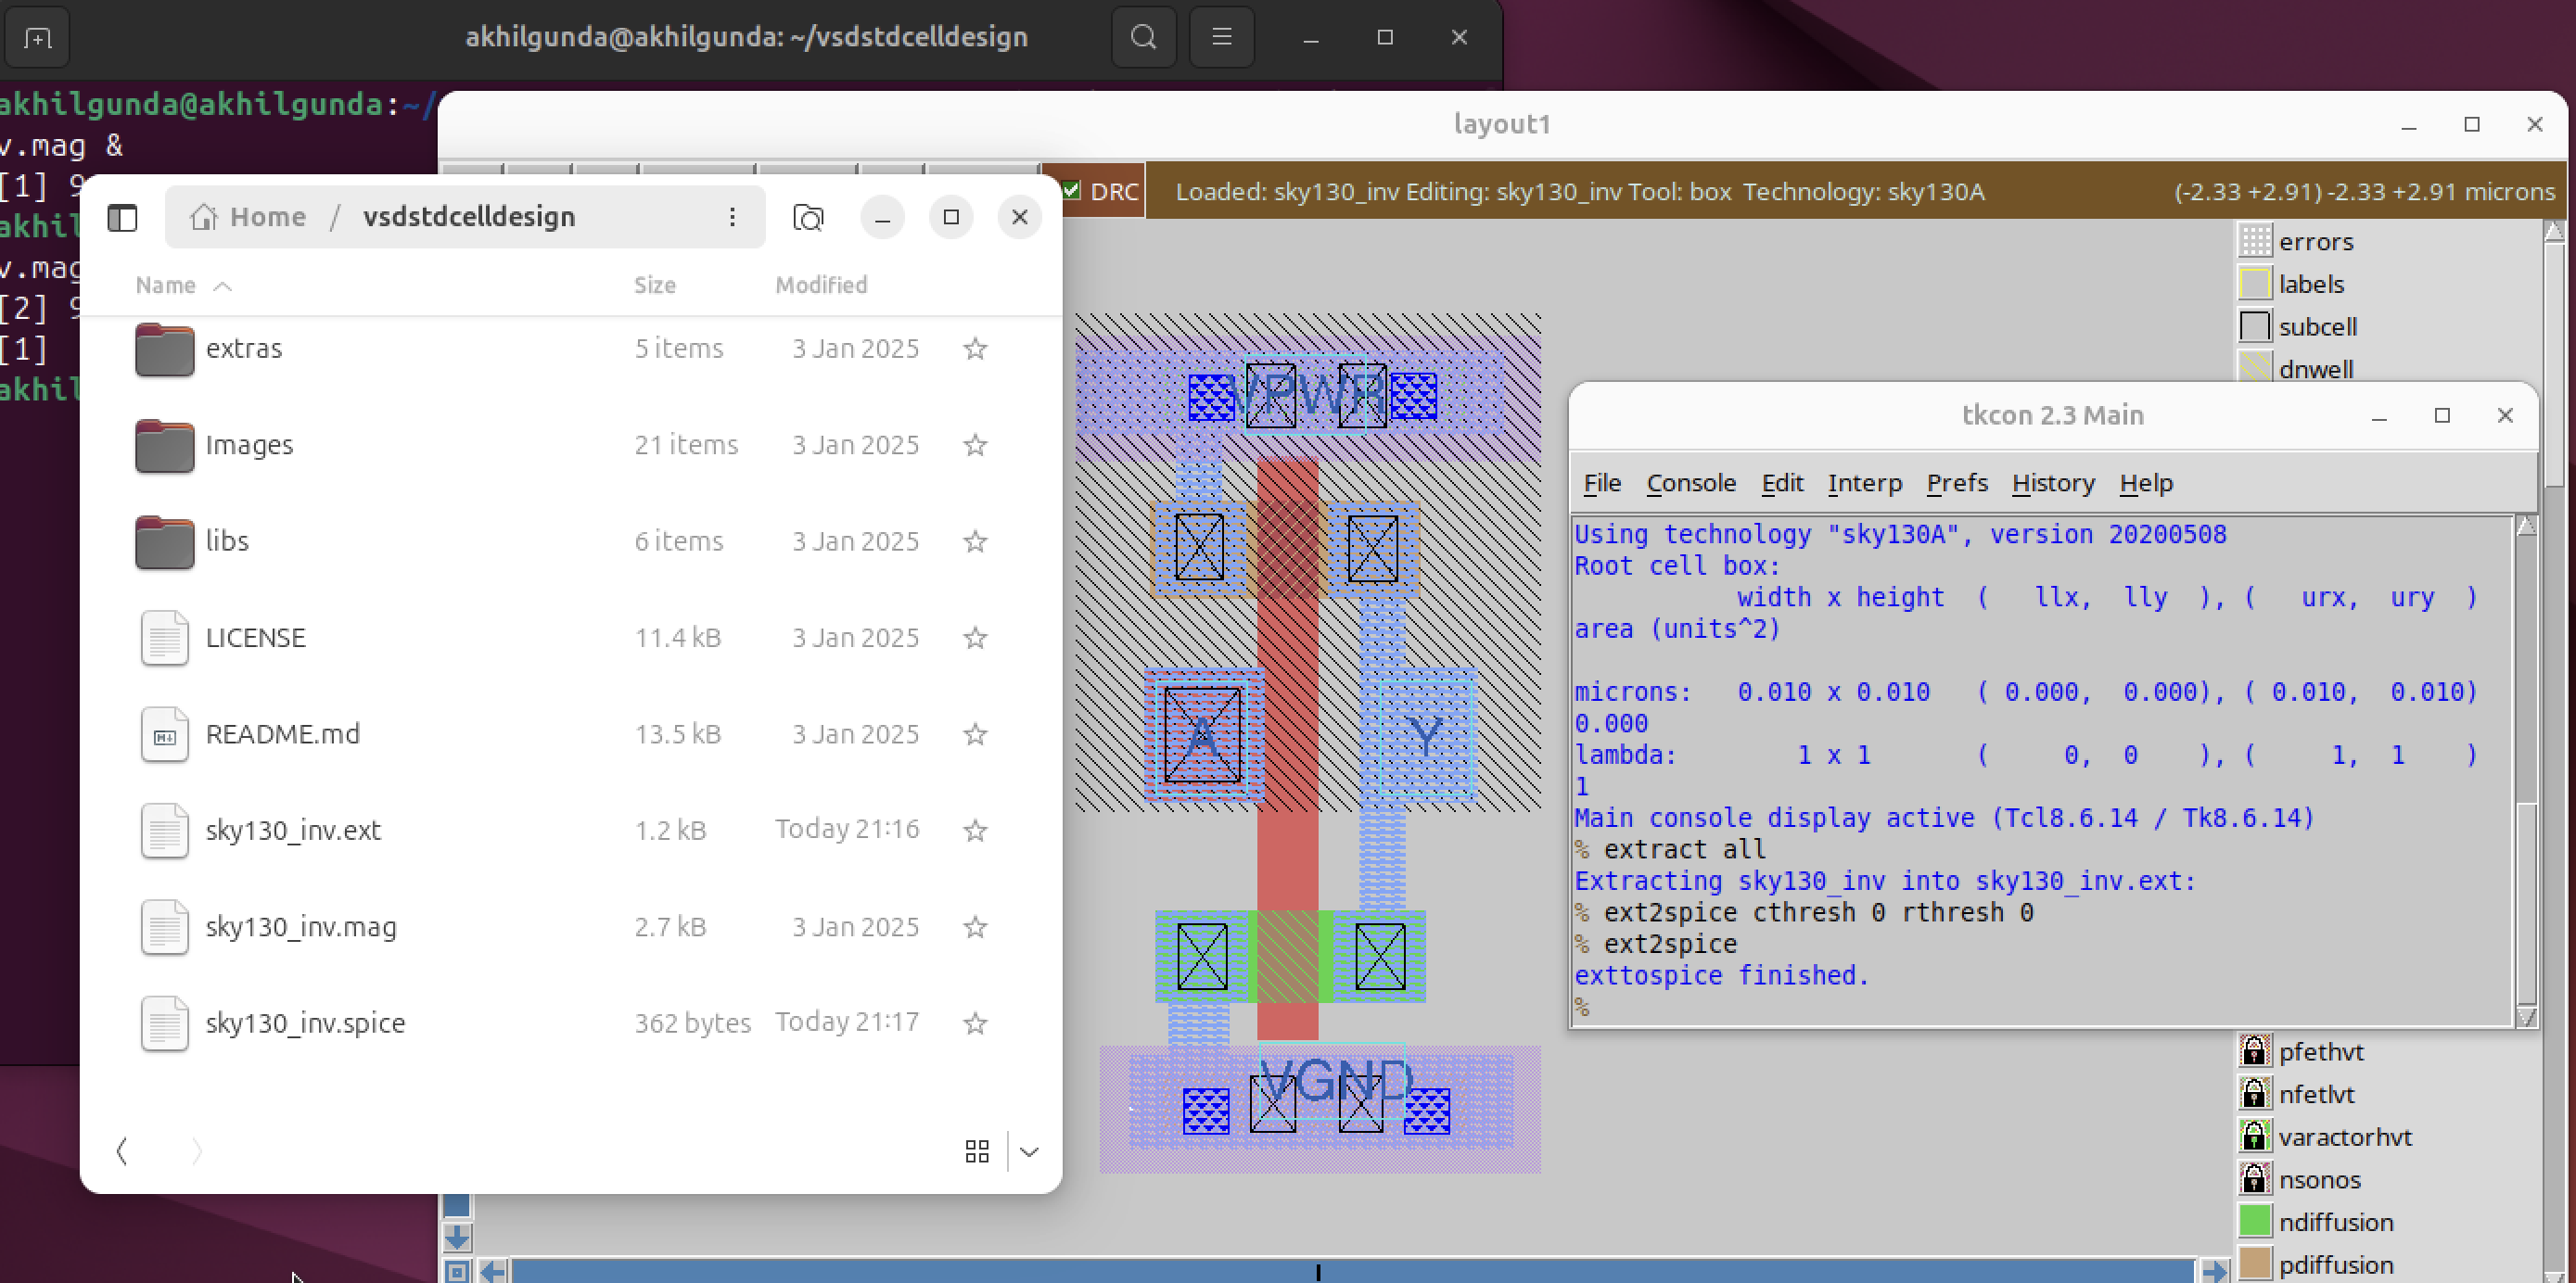 akhilgunda@akhilgunda: ~/vsdstdcelldesign
akhilgunda@akhilgunda:~/
v.mag &
[1] 9
akhil
v.mag
[2] 9
[1]
akhil
layout1
DRC
Loaded: sky130_inv Editing: sky130_inv Tool: box Technology: sky130A
(-2.33 +2.91) -2.33 +2.91 microns
Home / vsdstdcelldesign
Name Size Modified
extras 5 items 3 Jan 2025
Images 21 items 3 Jan 2025
libs 6 items 3 Jan 2025
LICENSE 11.4 kB 3 Jan 2025
README.md 13.5 kB 3 Jan 2025
sky130_inv.ext 1.2 kB Today 21:16
sky130_inv.mag 2.7 kB 3 Jan 2025
sky130_inv.spice 362 bytes Today 21:17
VPWR
A
Y
VGND
errors
labels
subcell
dnwell
tkcon 2.3 Main
File Console Edit Interp Prefs History Help
Using technology "sky130A", version 20200508
Root cell box:
width x height ( llx, lly ), ( urx, ury )
area (units^2)
microns: 0.010 x 0.010 ( 0.000, 0.000), ( 0.010, 0.010)
0.000
lambda: 1 x 1 ( 0, 0 ), ( 1, 1 )
1
Main console display active (Tcl8.6.14 / Tk8.6.14)
% extract all
Extracting sky130_inv into sky130_inv.ext:
% ext2spice cthresh 0 rthresh 0
% ext2spice
exttospice finished.
%
pfethvt
nfetlvt
varactorhvt
nsonos
ndiffusion
pdiffusion